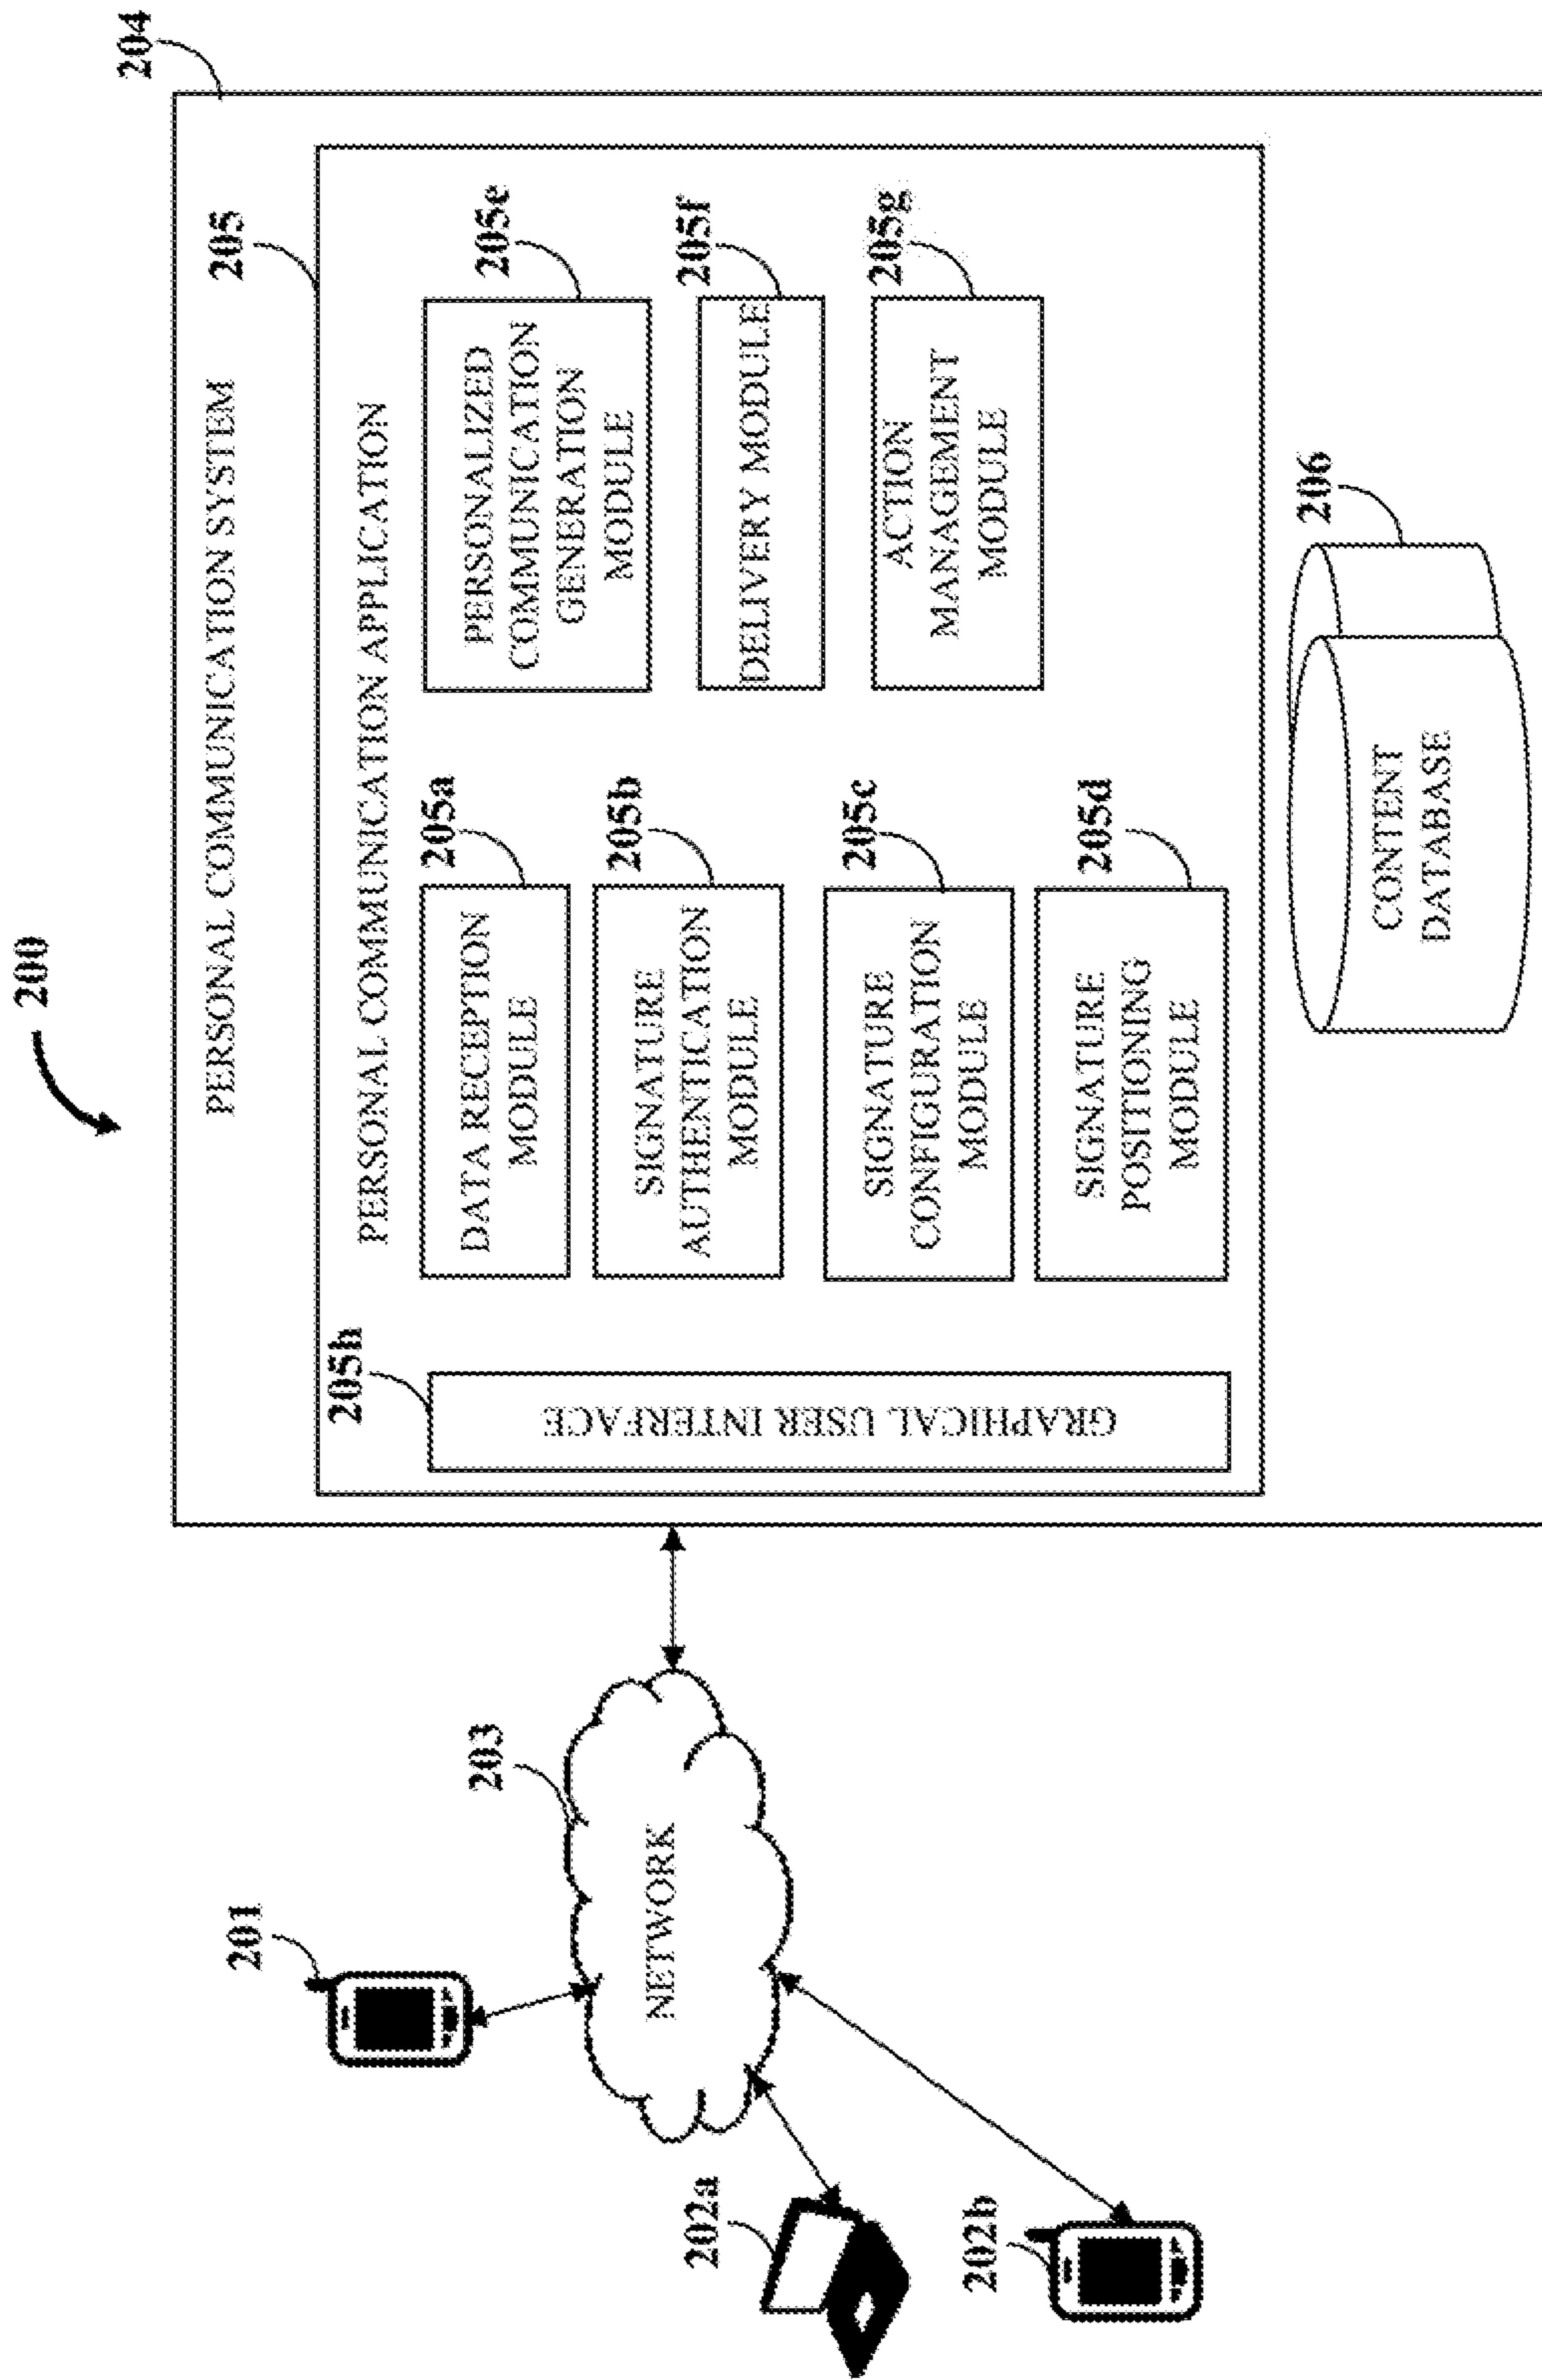 200
204
PERSONAL COMMUNICATION SYSTEM
205
PERSONAL COMMUNICATION APPLICATION
205h
GRAPHICAL USER INTERFACE
205a
DATA RECEPTION
MODULE
205b
SIGNATURE
AUTHENTICATION
MODULE
205c
SIGNATURE
CONFIGURATION
MODULE
205d
SIGNATURE
POSITIONING
MODULE
205e
PERSONALIZED
COMMUNICATION
GENERATION
MODULE
205f
DELIVERY MODULE
205g
ACTION
MANAGEMENT
MODULE
206
CONTENT
DATABASE
201
203
NETWORK
202a
202b